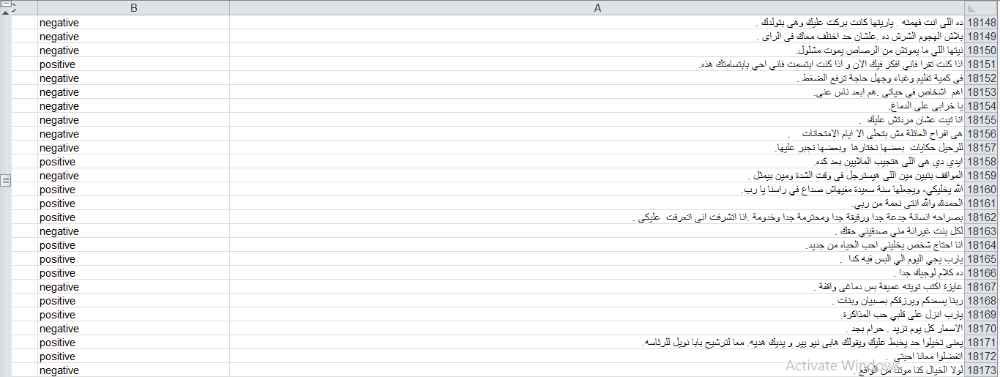 C B A
negative ده اللى انت فهمته . ياريتها كانت بركت عليك وهى بتولدك . 18148
negative بلاش الهجوم الشرش ده .علشان حد اختلف معاك فى الراى . 18149
negative نيتها اللي ما يموتش من الرصاص يموت مشلول. 18150
positive اذا كنت تقرا فاني افكر فيك الان و اذا كنت ابتسمت فاني احي بابتسامتك هذه. 18151
negative فى كمية تفليم وغباء وجهل حاجة ترفع الضغط . 18152
negative اهم اشخاص فى حياتى .هم ابعد ناس عنى. 18153
negative يا خرابى على الدماغ. 18154
negative انا تيت عشان مردتش عليك . 18155
negative هى افراح العائلة مش بتحلى الا ايام الامتحانات . 18156
negative للرحيل حكايات بعضها نختارها وبعضها نجبر عليها. 18157
positive ايدي دي هى اللى هتجيب الملايين بعد كده. 18158
negative المواقف بتبين مين اللى هيسترجل فى وقت الشدة ومين بيمثل . 18159
positive الله يخليكي، ويجعلها سنة سعيدة مفيهاش صداع في راسنا يا رب. 18160
positive الحمدلله والله انتى نعمة من ربي. 18161
positive بصراحه انسانة جدعة جدا ورقيقة جدا ومحترمة جدا وخدومة .انا اتشرفت انى اتعرقت عليكى . 18162
negative لكل بنت غيرانة مني صدقيني حقك . 18163
positive انا احتاج شخص يخليني احب الحياه من جديد. 18164
positive يارب يجي اليوم الي البس فيه كدا . 18165
positive ده كلام لوجيك جدا . 18166
negative عايزة اكتب تويته عميقة بس دماغى واقفة . 18167
positive ربنا يسعدكم ويرزقكم بصبيان وبنات . 18168
positive يارب انزل على قلبي حب المذاكرة. 18169
negative الاسعار كل يوم تزيد . حرام بجد . 18170
positive يعنى تخيلوا حد يخبط عليك ويقولك هابى نيو يير و يديك هديه. معا لترشيح بابا نويل للرئاسه. 18171
positive اتفضلوا معانا احبتى . 18172
negative لولا الخيال كنا موتنا من الواقع . 18173
Activate Windows